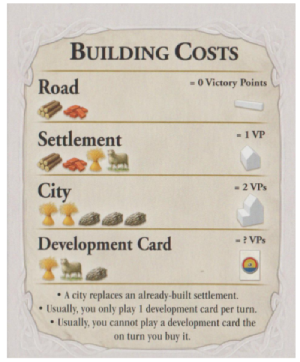 BUILDING COSTS
Road = 0 Victory Points
Settlement = 1 VP
City = 2 VPs
Development Card = ? VPs
• A city replaces an already-built settlement.
• Usually, you only play 1 development card per turn.
• Usually, you cannot play a development card the
on turn you buy it.